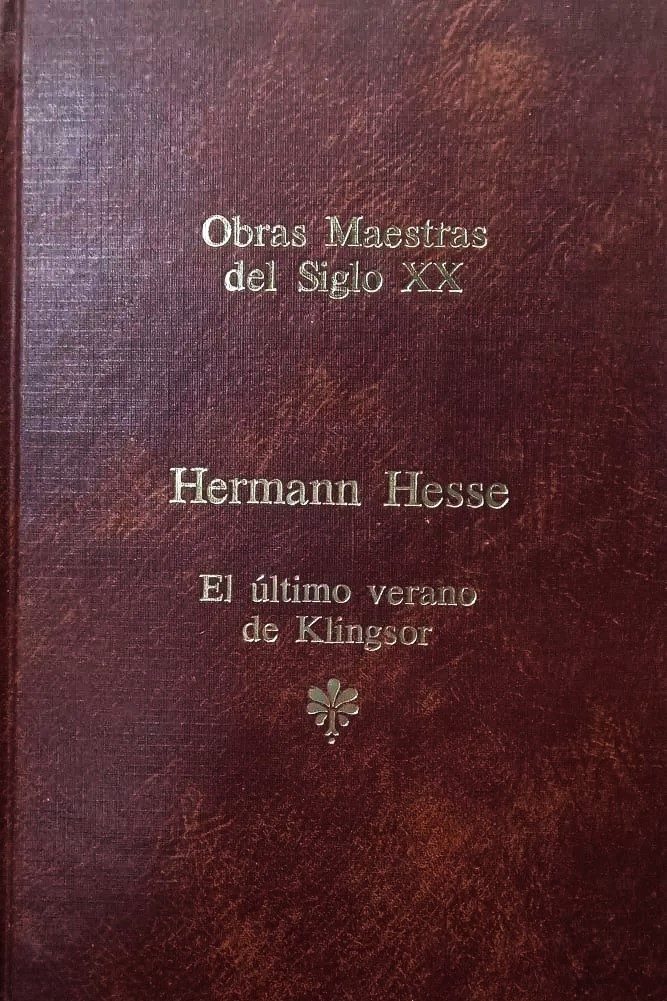 Obras Maestras
del Siglo XX
Hermann Hesse
El último verano
de Klingsor